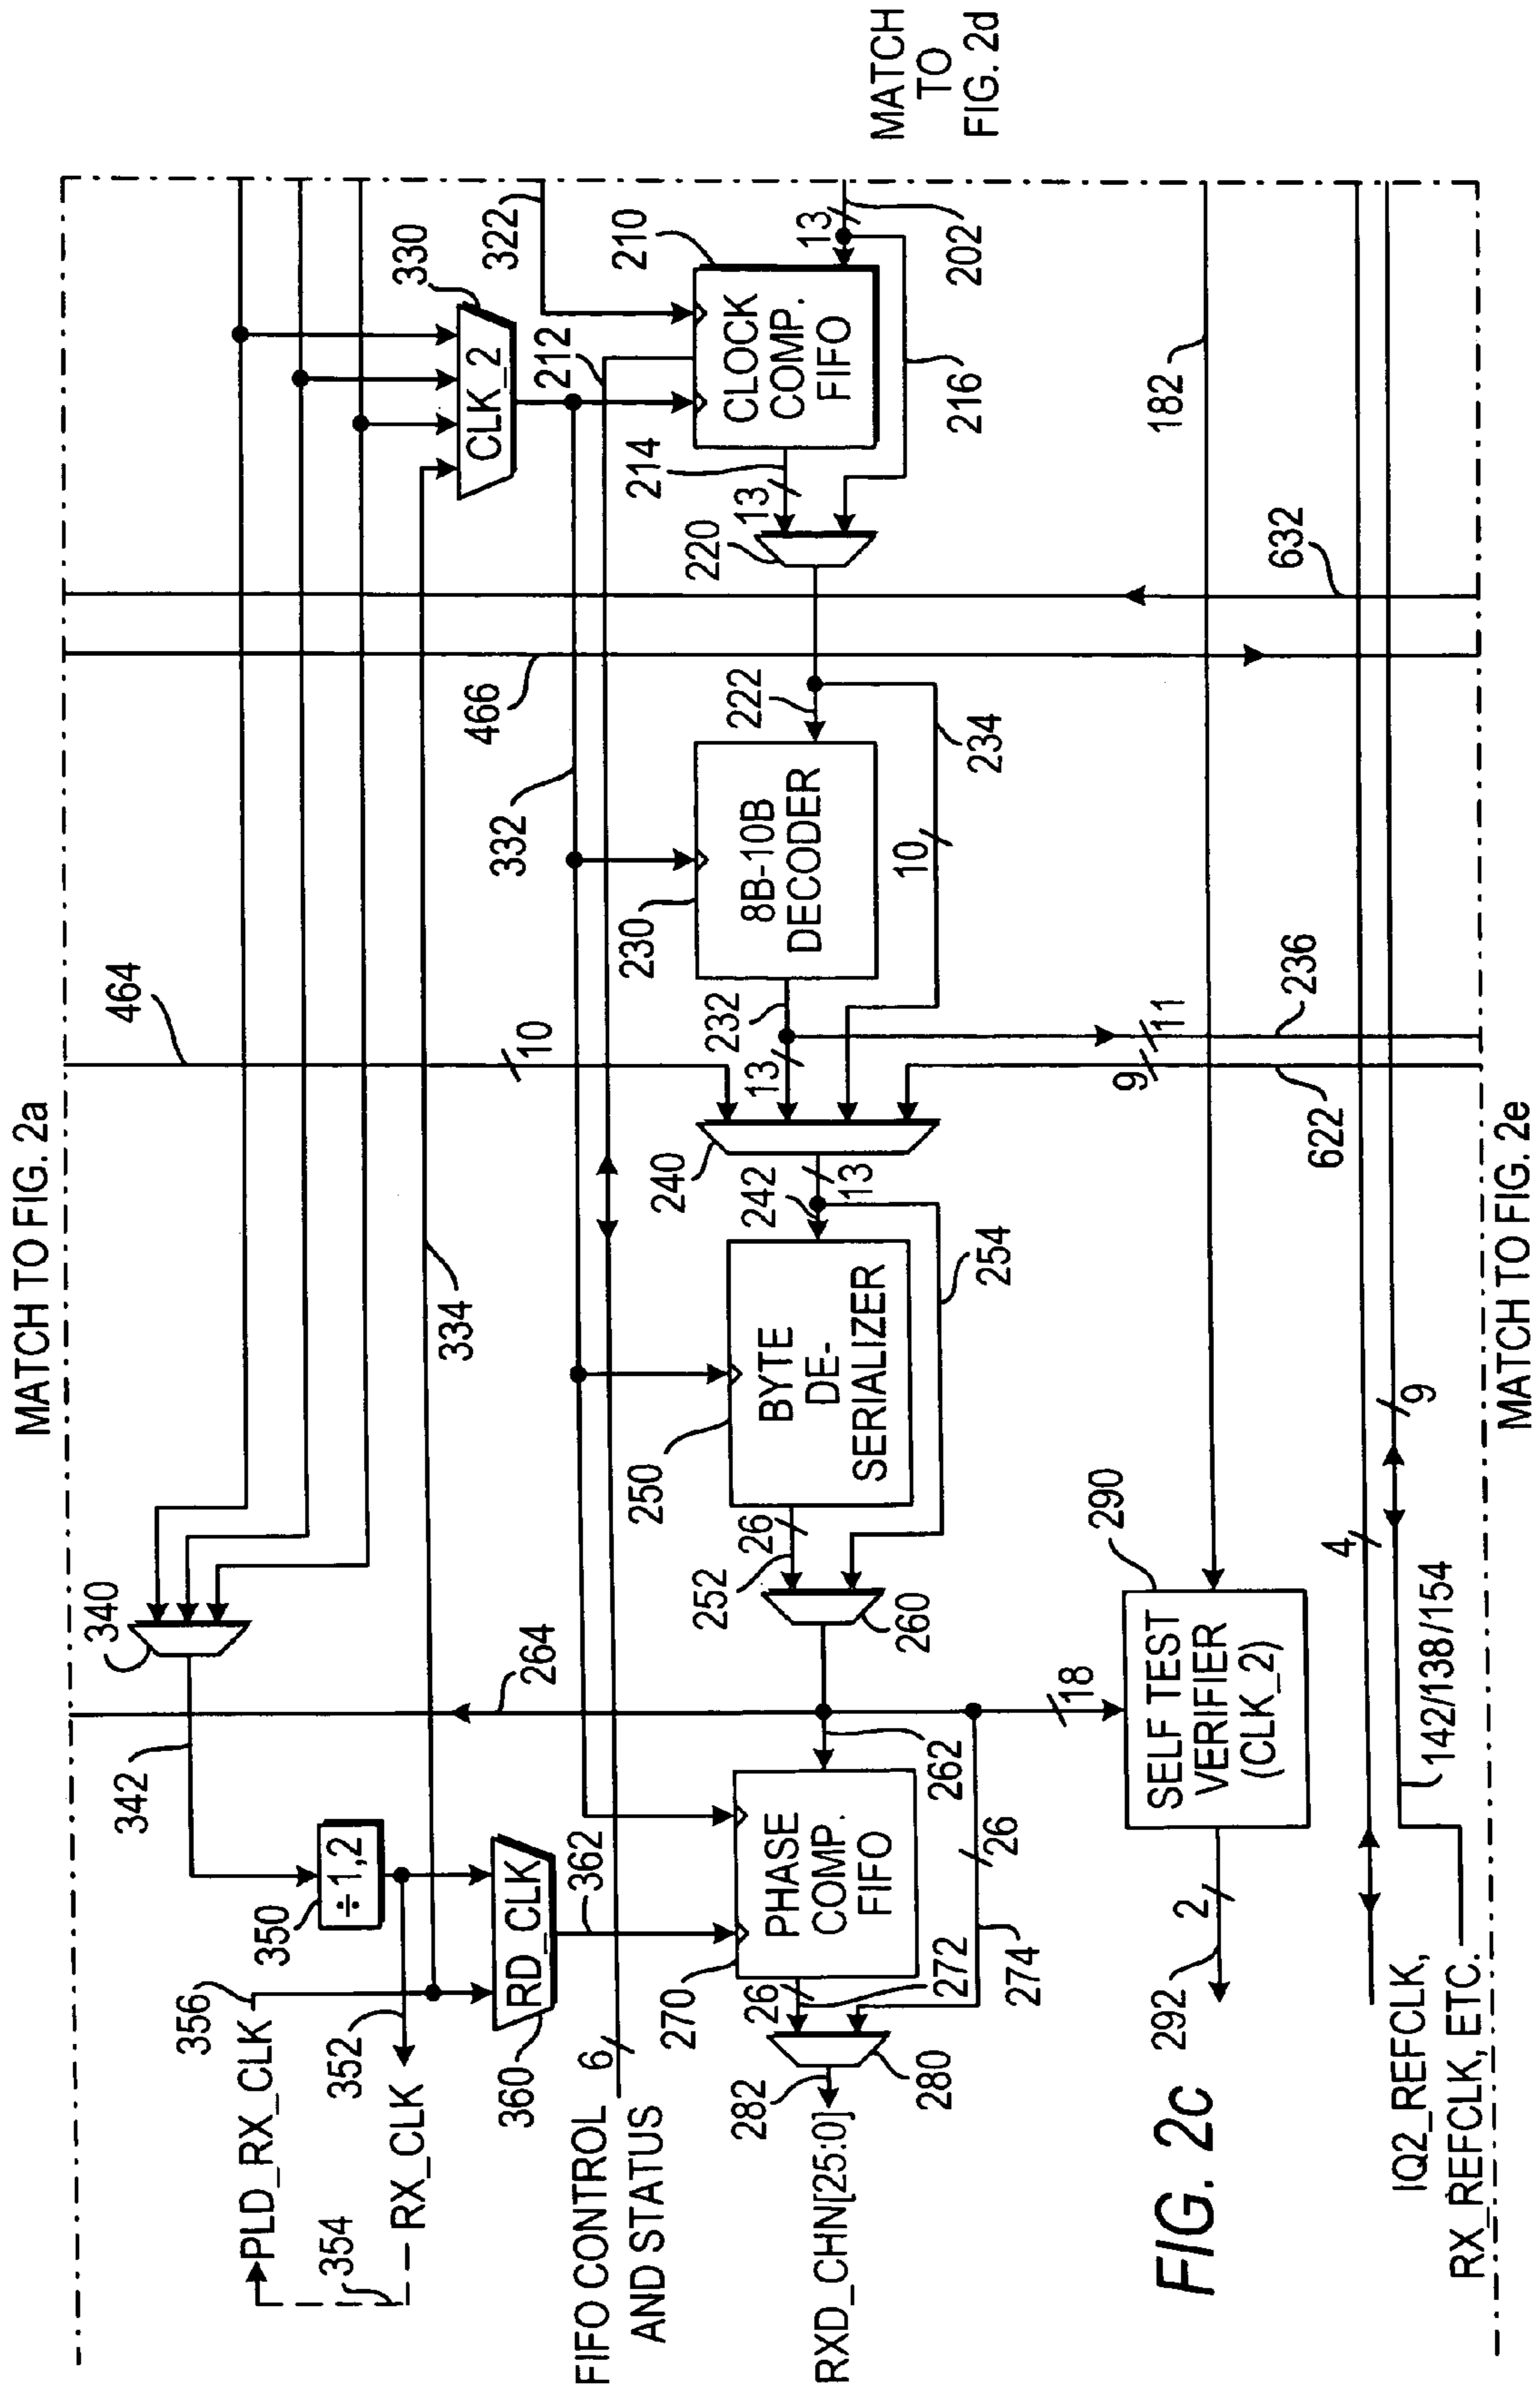 MATCH TO FIG. 2a
MATCH
TO
FIG. 2d
MATCH TO FIG. 2e
340
342
350
÷ 1,2
356
PLD_RX_CLK
352
RX_CLK
354
RD_CLK
360
362
334
464
10
466
332
CLK_2
330
322
212
210
CLOCK
COMP.
FIFO
13
202
216
214
13
220
222
8B-10B
DECODER
230
234
10
232
13
11
236
9
622
632
182
240
242
13
BYTE
DE-
SERIALIZER
250
254
252
26
260
264
262
18
PHASE
COMP.
FIFO
270
26
272
26
274
280
282
RXD_CHN[25:0]
FIFO CONTROL
AND STATUS
6
SELF TEST
VERIFIER
(CLK_2)
290
2
292
4
9
142/138/154
IQ2_REFCLK,
RX_REFCLK, ETC.
FIG. 2c